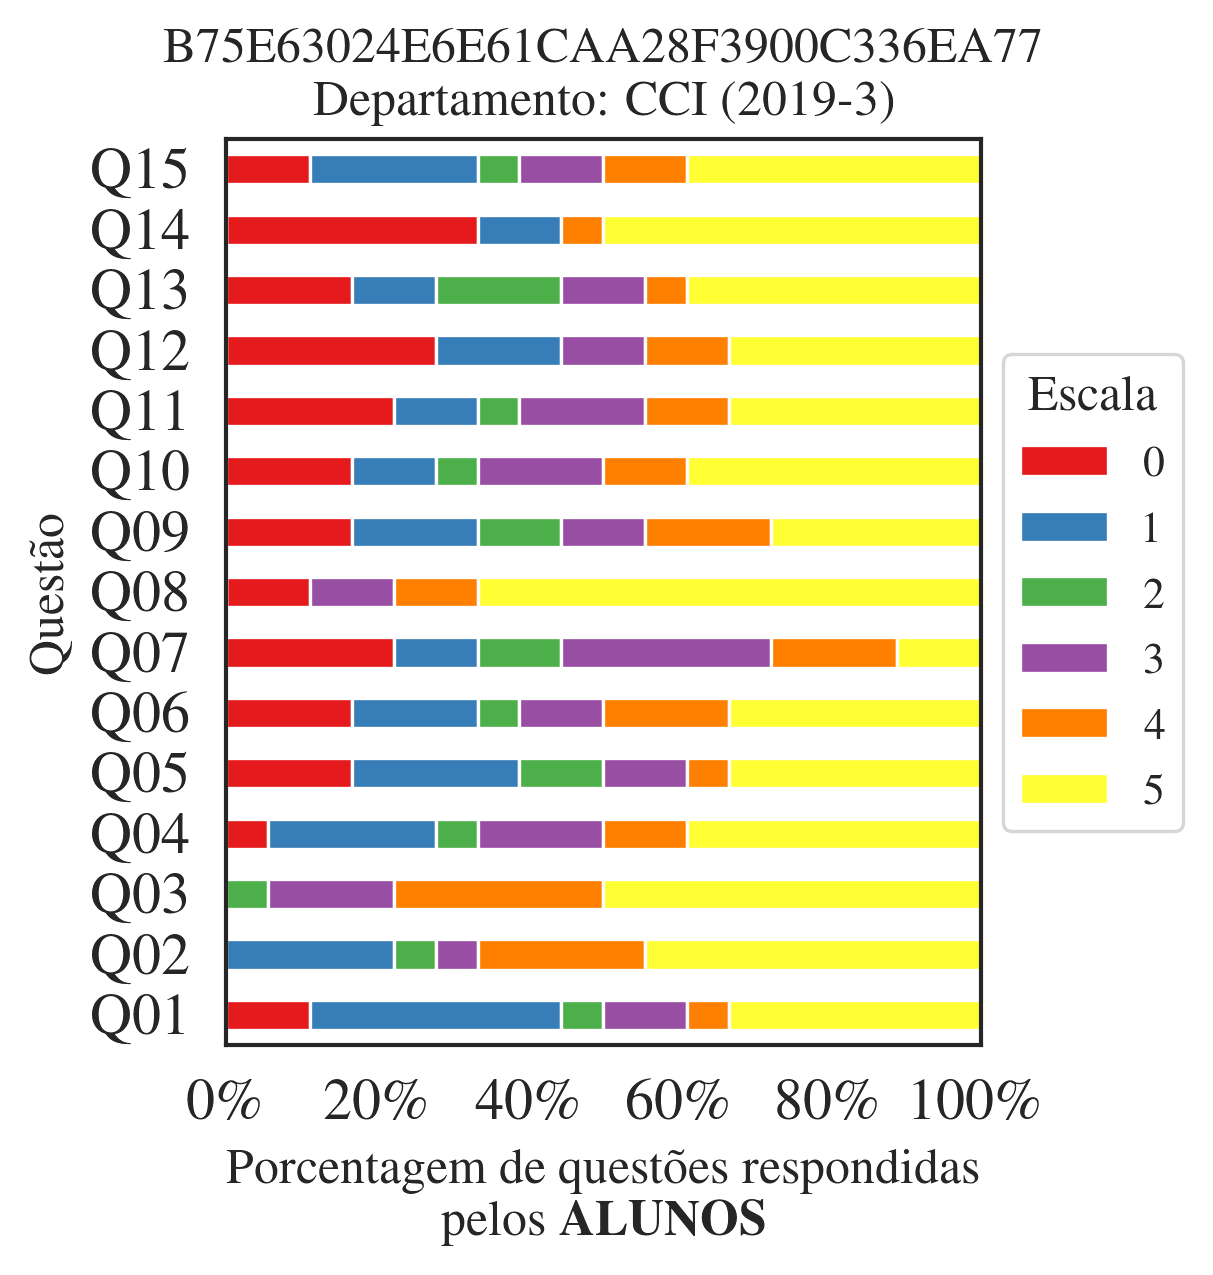 B75E63024E6E61CAA28F3900C336EA77
Departamento: CCI (2019-3)
Questão
Q15
Q14
Q13
Q12
Q11
Q10
Q09
Q08
Q07
Q06
Q05
Q04
Q03
Q02
Q01
0% 20% 40% 60% 80% 100%
Porcentagem de questões respondidas
pelos ALUNOS
Escala
0
1
2
3
4
5